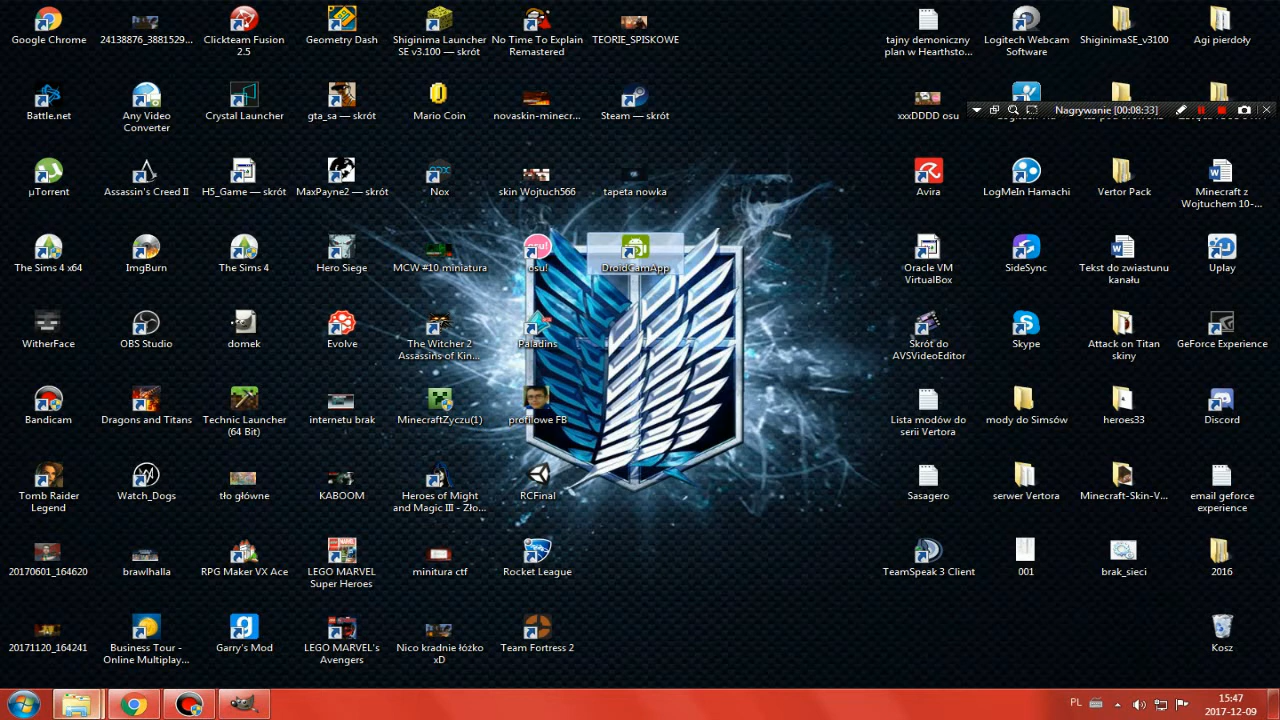 Google Chrome
24138876_3881529...
Clickteam Fusion
2.5
Geometry Dash
Shiginima Launcher
SE v3.100 — skrót
No Time To Explain
Remastered
TEORIE_SPISKOWE
tajny demoniczny
plan w Hearthsto...
Logitech Webcam
Software
ShiginimaSE_v3100
Agi pierdoły
Battle.net
Any Video
Converter
Crystal Launcher
gta_sa — skrót
Mario Coin
novaskin-minecr...
Steam — skrót
xxxDDDD osu
Nagrywanie [00:08:33]
µTorrent
Assassin's Creed II
H5_Game — skrót
MaxPayne2 — skrót
Nox
skin Wojtuch566
tapeta nowka
Avira
LogMeIn Hamachi
Vertor Pack
Minecraft z
Wojtuchem 10-...
The Sims 4 x64
ImgBurn
The Sims 4
Hero Siege
MCW #10 miniatura
osu!
DroidCamApp
Oracle VM
VirtualBox
SideSync
Tekst do zwiastunu
kanału
Uplay
WitherFace
OBS Studio
domek
Evolve
The Witcher 2
Assassins of Kin...
Paladins
Skrót do
AVSVideoEditor
Skype
Attack on Titan
skiny
GeForce Experience
Bandicam
Dragons and Titans
Technic Launcher
(64 Bit)
internetu brak
MinecraftZyczu(1)
profilowe FB
Lista modów do
serii Vertora
mody do Simsów
heroes33
Discord
Tomb Raider
Legend
Watch_Dogs
tło główne
KABOOM
Heroes of Might
and Magic III - Zło...
RCFinal
Sasagero
serwer Vertora
Minecraft-Skin-V...
email geforce
experience
20170601_164620
brawlhalla
RPG Maker VX Ace
LEGO MARVEL
Super Heroes
minitura ctf
Rocket League
TeamSpeak 3 Client
001
brak_sieci
2016
20171120_164241
Business Tour -
Online Multiplay...
Garry's Mod
LEGO MARVEL's
Avengers
Nico kradnie łóżko
xD
Team Fortress 2
Kosz
PL
15:47
2017-12-09